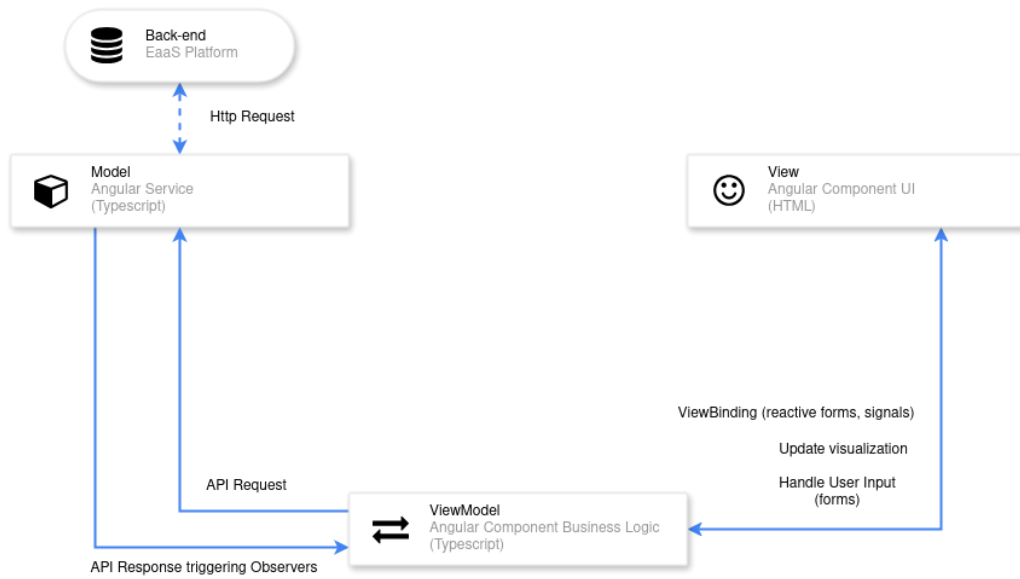 Back-end
EaaS Platform
Http Request
Model
Angular Service
(Typescript)
View
Angular Component UI
(HTML)
ViewBinding (reactive forms, signals)
Update visualization
Handle User Input
(forms)
API Request
ViewModel
Angular Component Business Logic
(Typescript)
API Response triggering Observers